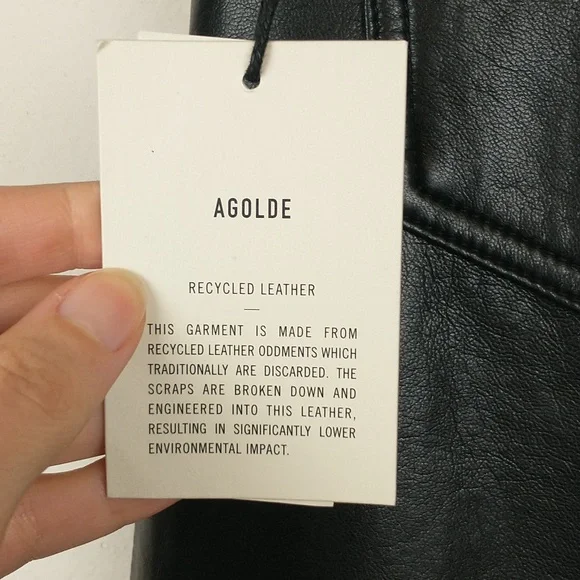 AGOLDE
RECYCLED LEATHER
THIS GARMENT IS MADE FROM
RECYCLED LEATHER ODDMENTS WHICH
TRADITIONALLY ARE DISCARDED. THE
SCRAPS ARE BROKEN DOWN AND
ENGINEERED INTO THIS LEATHER,
RESULTING IN SIGNIFICANTLY LOWER
ENVIRONMENTAL IMPACT.